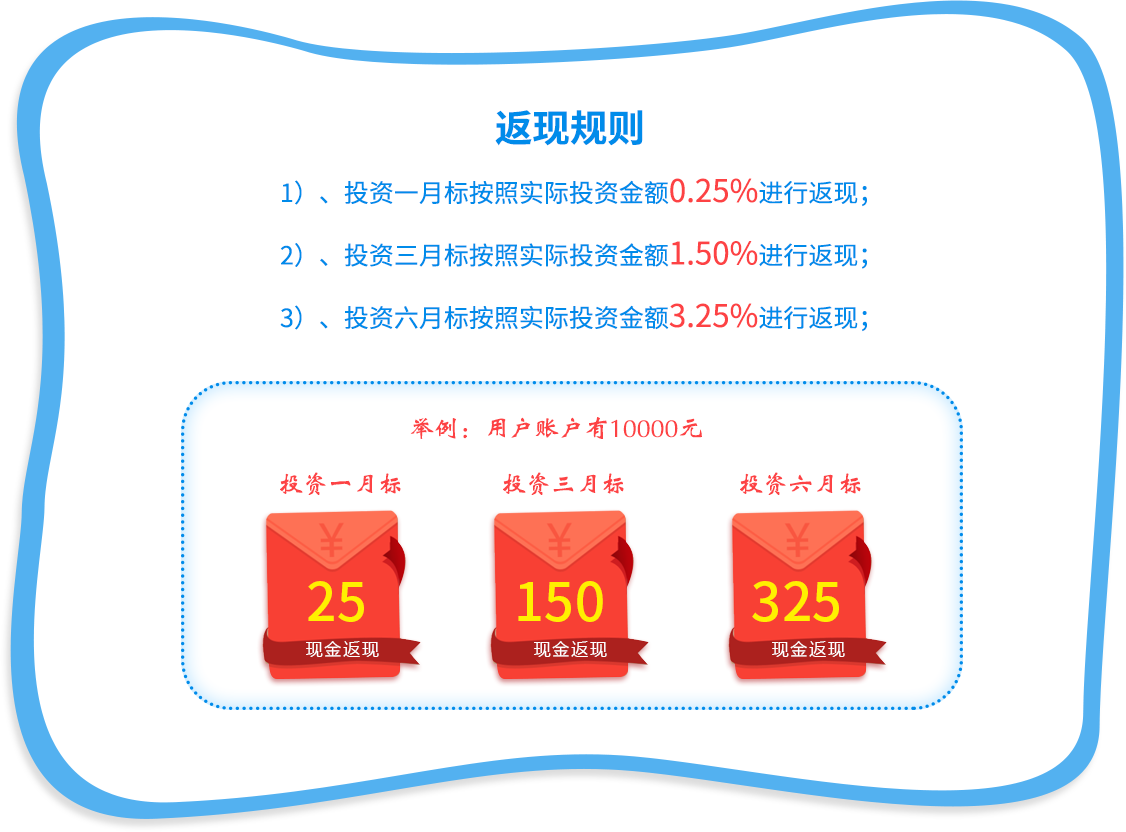 返现规则
1）、投资一月标按照实际投资金额0.25%进行返现；
2）、投资三月标按照实际投资金额1.50%进行返现；
3）、投资六月标按照实际投资金额3.25%进行返现；
举例：用户账户有10000元
投资一月标 投资三月标 投资六月标
¥ ¥ ¥
25 150 325
现金返现 现金返现 现金返现